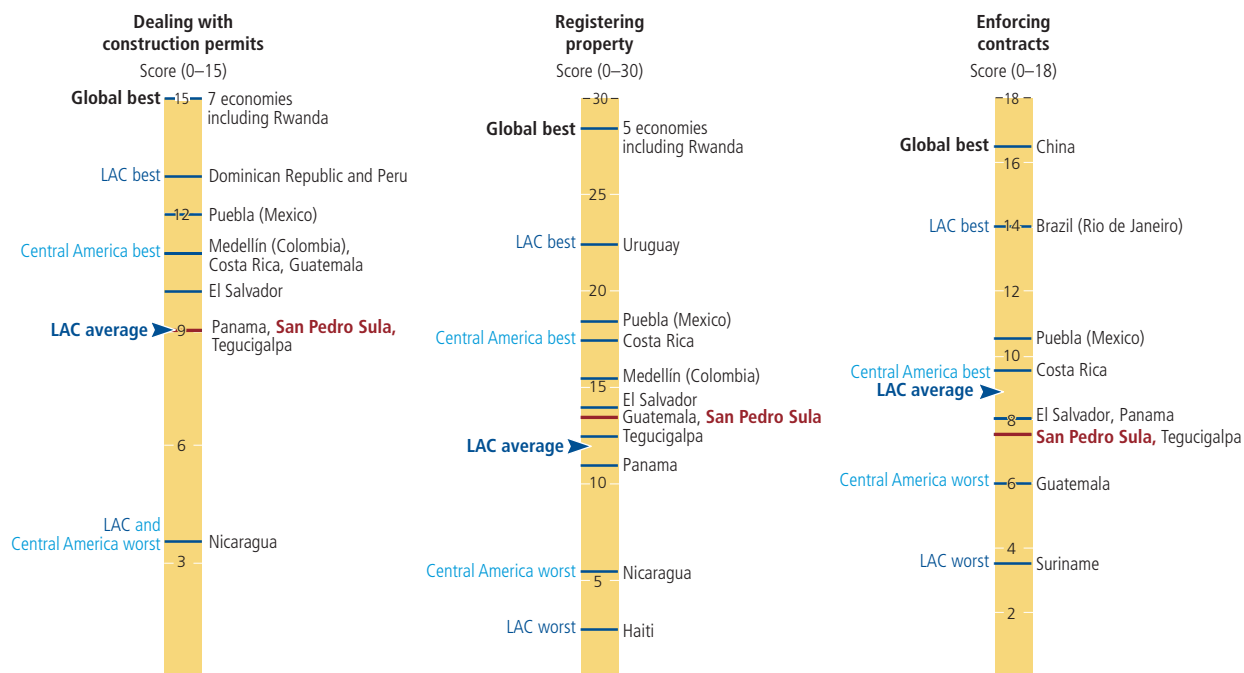 Dealing with
construction permits
Score (0–15)
Global best
15
7 economies
including Rwanda
LAC best
Dominican Republic and Peru
12
Puebla (Mexico)
Central America best
Medellín (Colombia),
Costa Rica, Guatemala
El Salvador
LAC average
9
Panama, San Pedro Sula,
Tegucigalpa
6
LAC and
Central America worst
Nicaragua
3
Registering
property
Score (0–30)
30
Global best
5 economies
including Rwanda
25
LAC best
Uruguay
20
Puebla (Mexico)
Central America best
Costa Rica
Medellín (Colombia)
15
El Salvador
Guatemala, San Pedro Sula
Tegucigalpa
LAC average
Panama
10
Central America worst
Nicaragua
5
LAC worst
Haiti
Enforcing
contracts
Score (0–18)
18
Global best
China
16
LAC best
14
Brazil (Rio de Janeiro)
12
Puebla (Mexico)
10
Central America best
Costa Rica
LAC average
El Salvador, Panama
8
San Pedro Sula, Tegucigalpa
Central America worst
6
Guatemala
4
LAC worst
Suriname
2